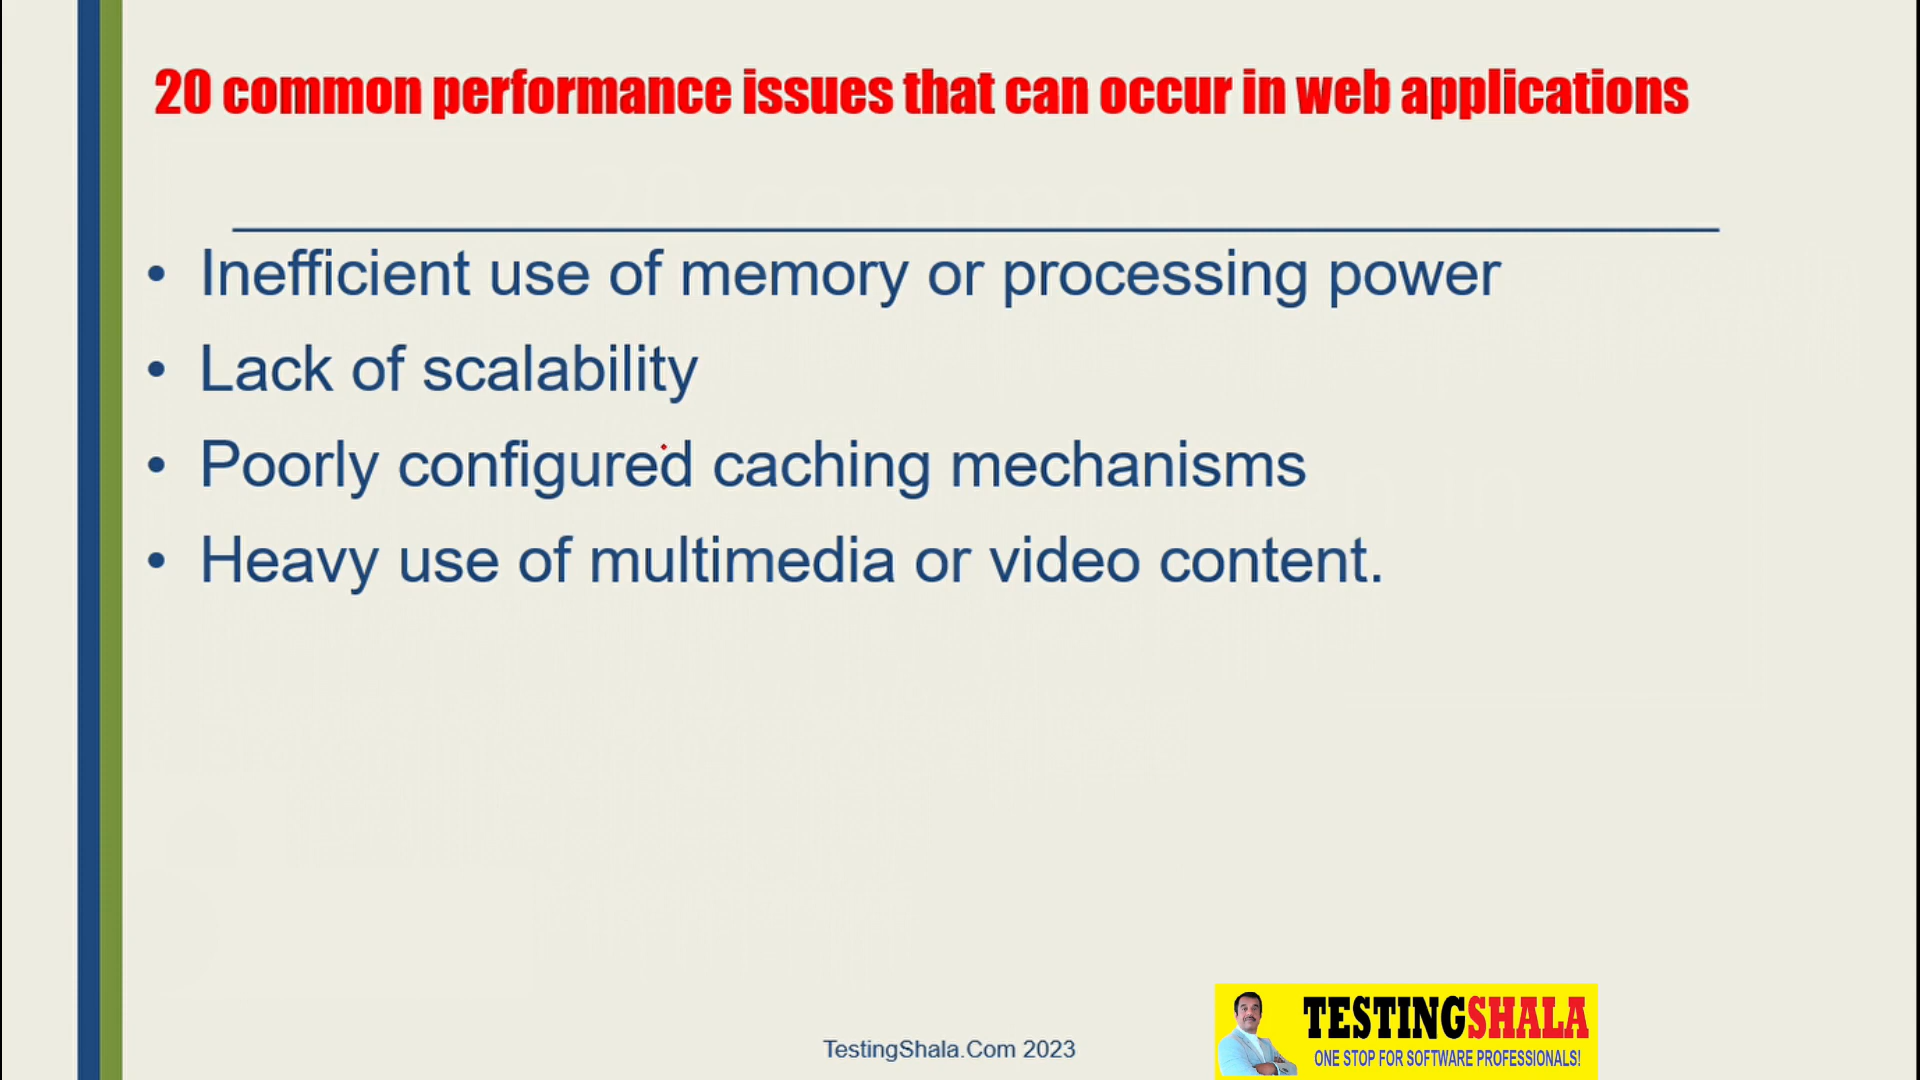 20 common performance issues that can occur in web applications
• Inefficient use of memory or processing power
• Lack of scalability
• Poorly configured caching mechanisms
• Heavy use of multimedia or video content.
TestingShala.Com 2023
TESTINGSHALA
ONE STOP FOR SOFTWARE PROFESSIONALS!